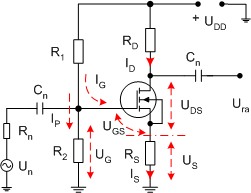 + U_DD
R_1
R_D
I_D
C_n
I_G
C_n
I_P
U_GS
U_DS
U_ra
R_n
R_2
U_G
R_S
U_S
U_n
I_S